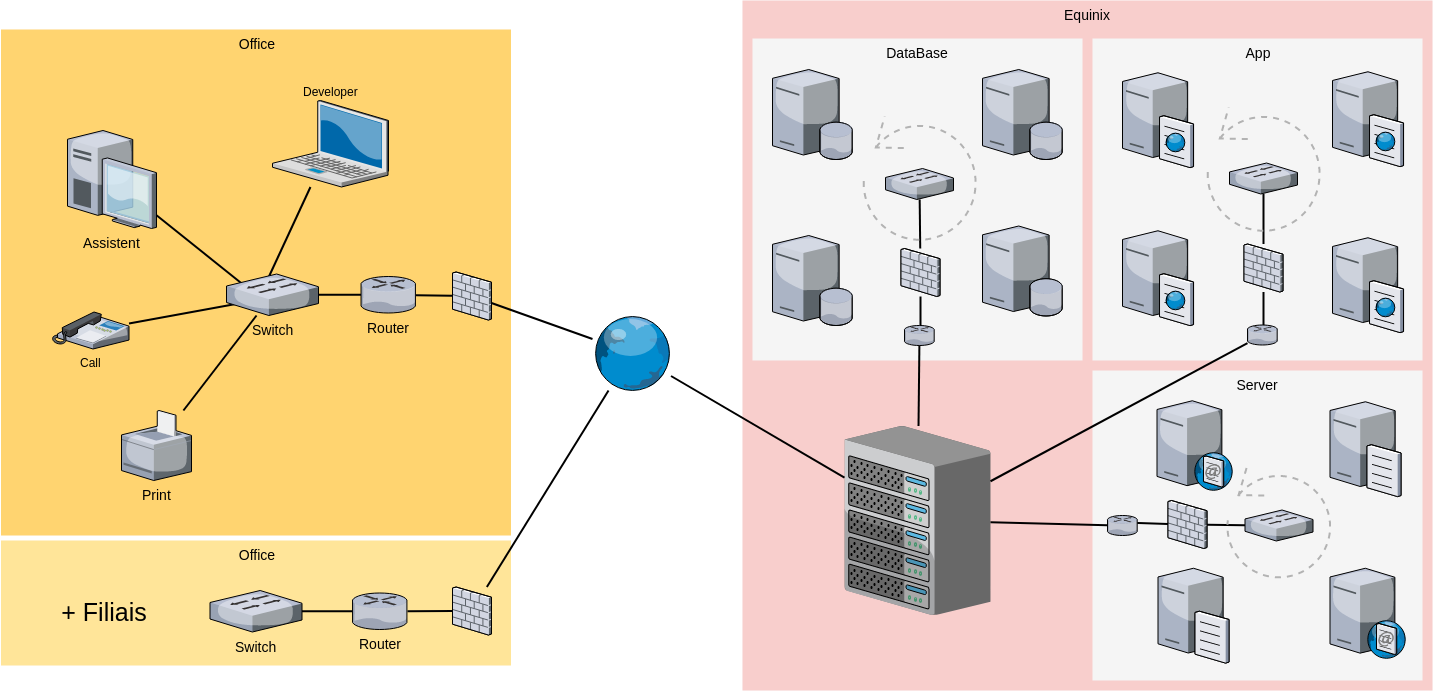 Office
Developer
Assistent
Call
Switch
Router
Print
Office
+ Filiais
Switch
Router
Equinix
DataBase
App
Server
@
@